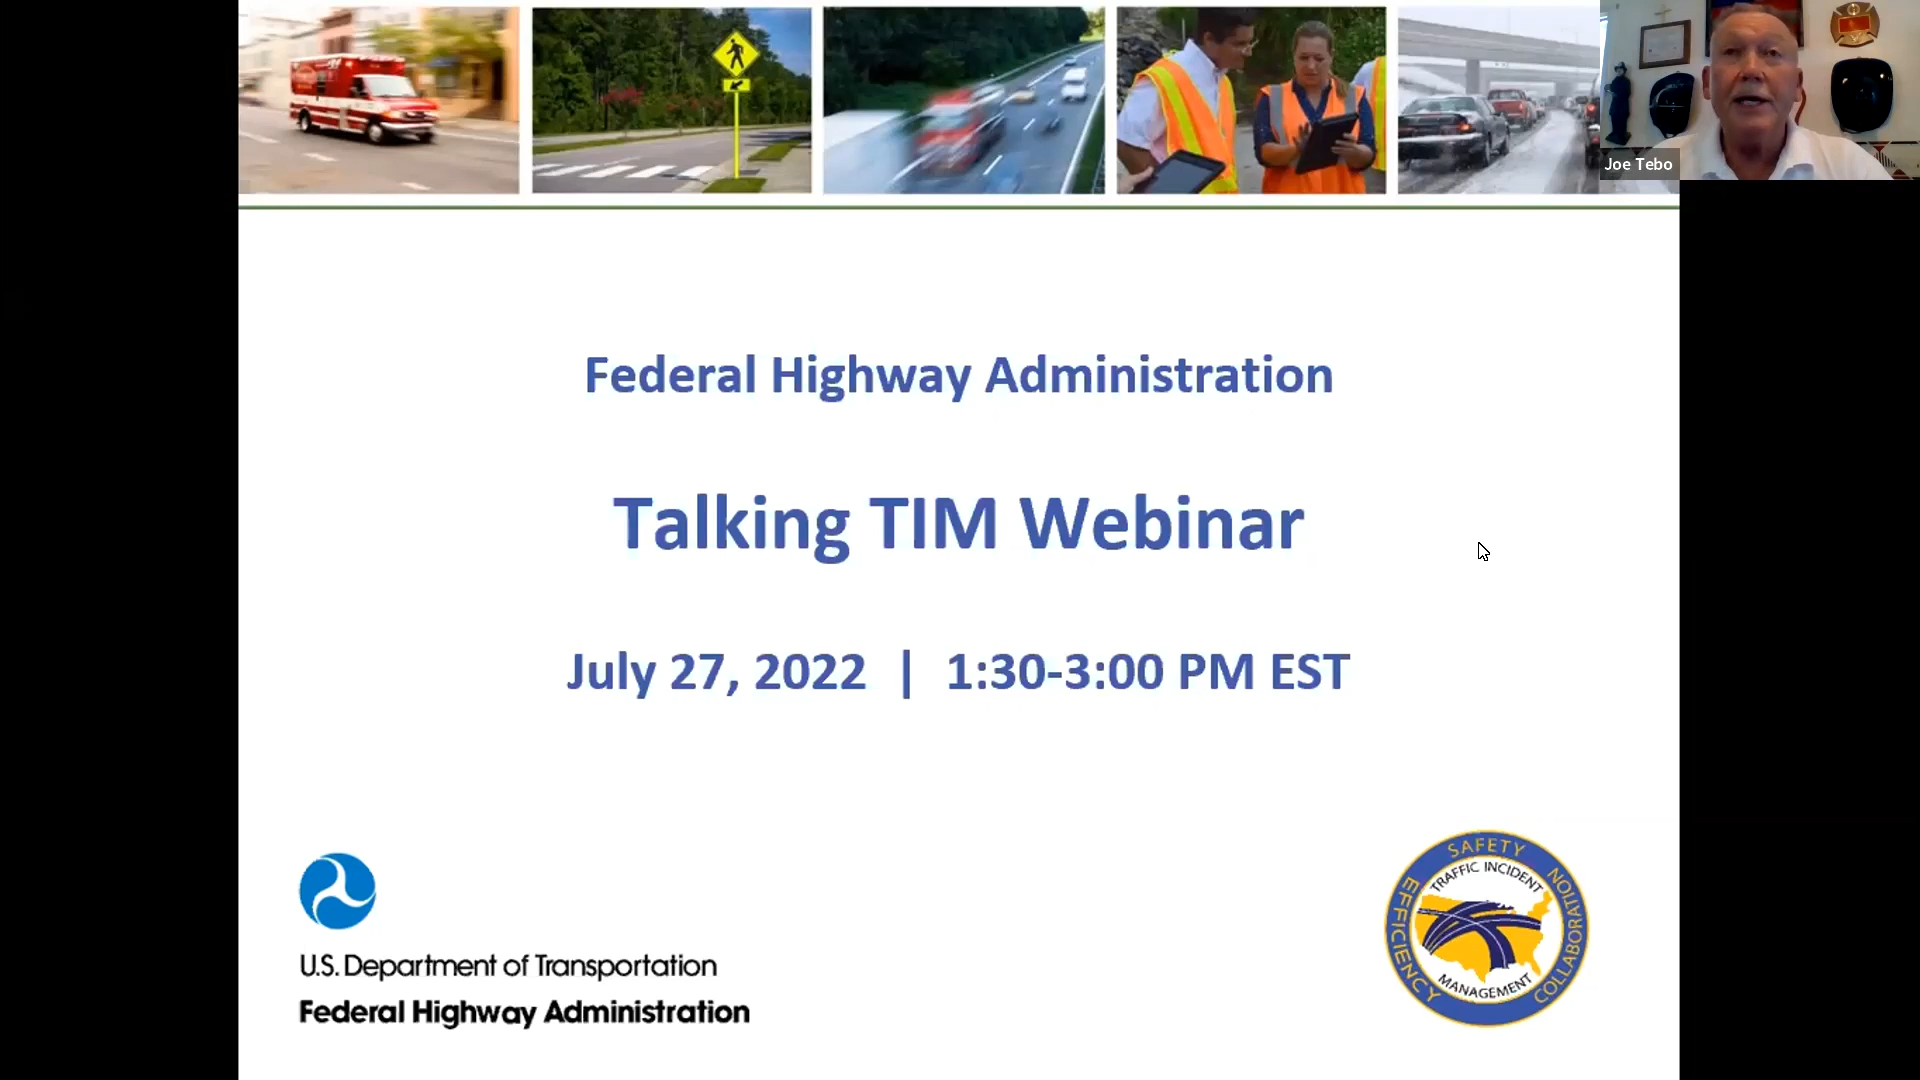 Joe Tebo
Federal Highway Administration
Talking TIM Webinar
July 27, 2022 | 1:30-3:00 PM EST
U.S. Department of Transportation
Federal Highway Administration
SAFETY
EFFICIENCY
COLLABORATION
TRAFFIC INCIDENT
MANAGEMENT